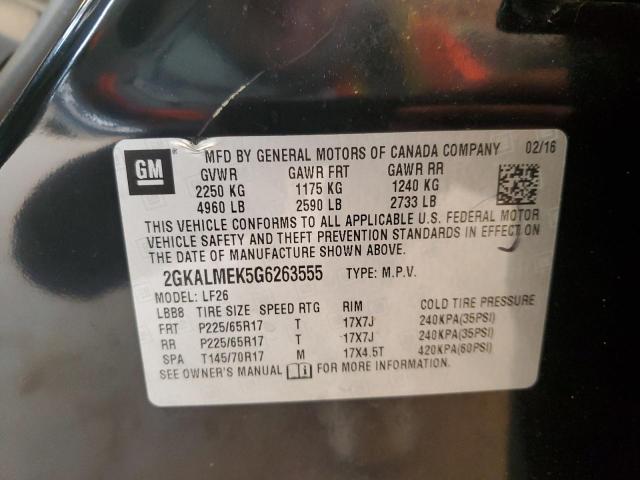 GM
MFD BY GENERAL MOTORS OF CANADA COMPANY 02/16
GVWR GAWR FRT GAWR RR
2250 KG 1175 KG 1240 KG
4960 LB 2590 LB 2733 LB
THIS VEHICLE CONFORMS TO ALL APPLICABLE U.S. FEDERAL MOTOR
VEHICLE SAFETY AND THEFT PREVENTION STANDARDS IN EFFECT ON
THE DATE OF MANUFACTURE SHOWN ABOVE.
2GKALMEK5G6263555 TYPE: M.P.V.
MODEL: LF26
LBB8 TIRE SIZE SPEED RTG RIM COLD TIRE PRESSURE
FRT P225/65R17 T 17X7J 240KPA(35PSI)
RR P225/65R17 T 17X7J 240KPA(35PSI)
SPA T145/70R17 M 17X4.5T 420KPA(60PSI)
SEE OWNER'S MANUAL FOR MORE INFORMATION